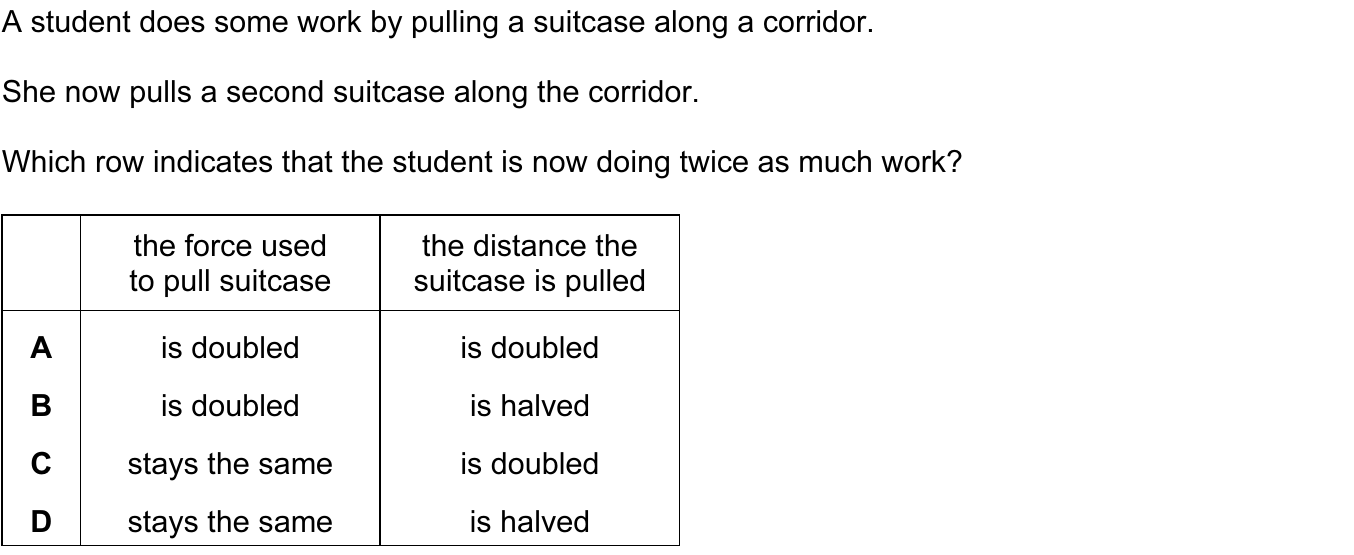 A student does some work by pulling a suitcase along a corridor.
She now pulls a second suitcase along the corridor.
Which row indicates that the student is now doing twice as much work?
the force used to pull suitcase
the distance the suitcase is pulled
A is doubled is doubled
B is doubled is halved
C stays the same is doubled
D stays the same is halved